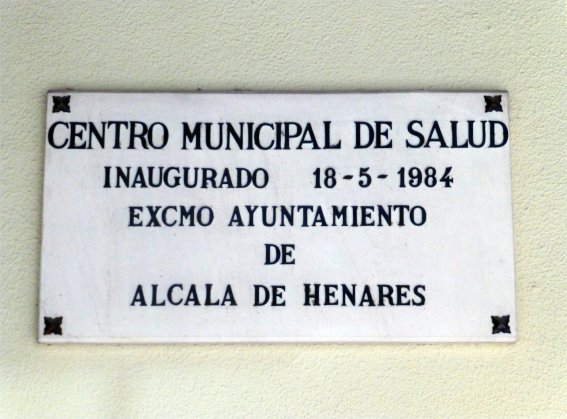 CENTRO MUNICIPAL DE SALUD
INAUGURADO 18-5-1984
EXCMO AYUNTAMIENTO
DE
ALCALA DE HENARES